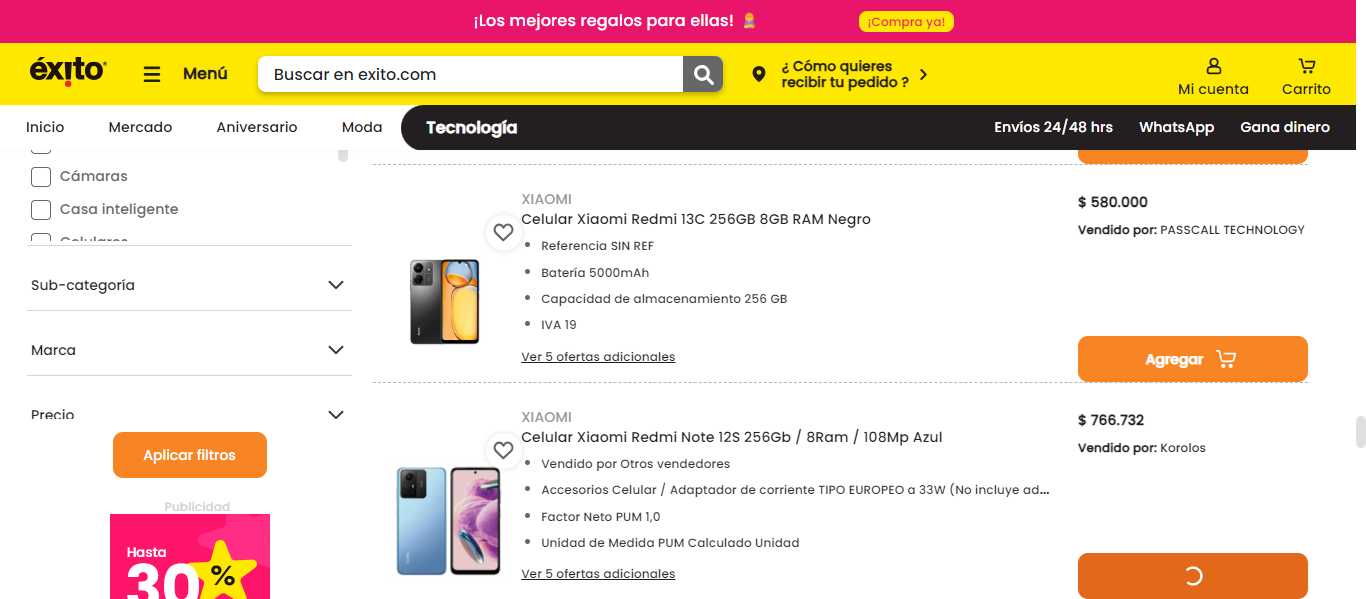 ¡Los mejores regalos para ellas!
¡Compra ya!
éxito
Menú
Buscar en exito.com
¿ Cómo quieres
recibir tu pedido ?
Mi cuenta
Carrito
Inicio
Mercado
Aniversario
Moda
Tecnología
Envíos 24/48 hrs
WhatsApp
Gana dinero
Cámaras
Casa inteligente
Celulares
Sub-categoría
Marca
Precio
Aplicar filtros
Publicidad
Hasta
30 %
XIAOMI
Celular Xiaomi Redmi 13C 256GB 8GB RAM Negro
Referencia SIN REF
Batería 5000mAh
Capacidad de almacenamiento 256 GB
IVA 19
Ver 5 ofertas adicionales
$ 580.000
Vendido por: PASSCALL TECHNOLOGY
Agregar
XIAOMI
Celular Xiaomi Redmi Note 12S 256Gb / 8Ram / 108Mp Azul
Vendido por Otros vendedores
Accesorios Celular / Adaptador de corriente TIPO EUROPEO a 33W (No incluye ad...
Factor Neto PUM 1,0
Unidad de Medida PUM Calculado Unidad
Ver 5 ofertas adicionales
$ 766.732
Vendido por: Korolos